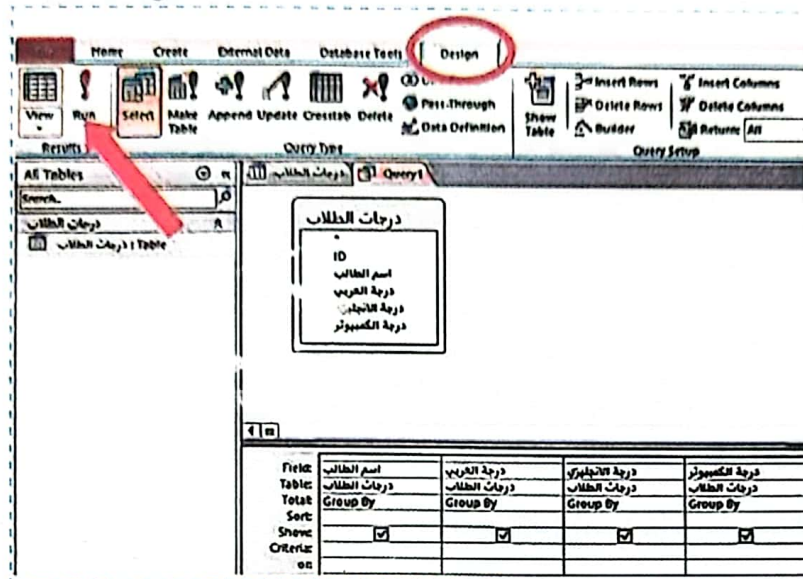 Home Create External Data Database Tools Design
View Run Select Make Table Append Update Crosstab Delete
Pass-Through
Data Definition
Show Table
Insert Rows
Delete Rows
Builder
Insert Columns
Delete Columns
Return: All
Results Query Type Query Setup
All Tables
Search..
درجات الطلاب
درجات الطلاب : Table
درجات الطلاب Query1
درجات الطلاب
*
ID
اسم الطالب
درجة العربي
درجة الانجليزي
درجة الكمبيوتر
Field: اسم الطالب درجة العربي درجة الانجليزي درجة الكمبيوتر
Table: درجات الطلاب درجات الطلاب درجات الطلاب درجات الطلاب
Total: Group By Group By Group By Group By
Sort:
Show:
Criteria:
or: